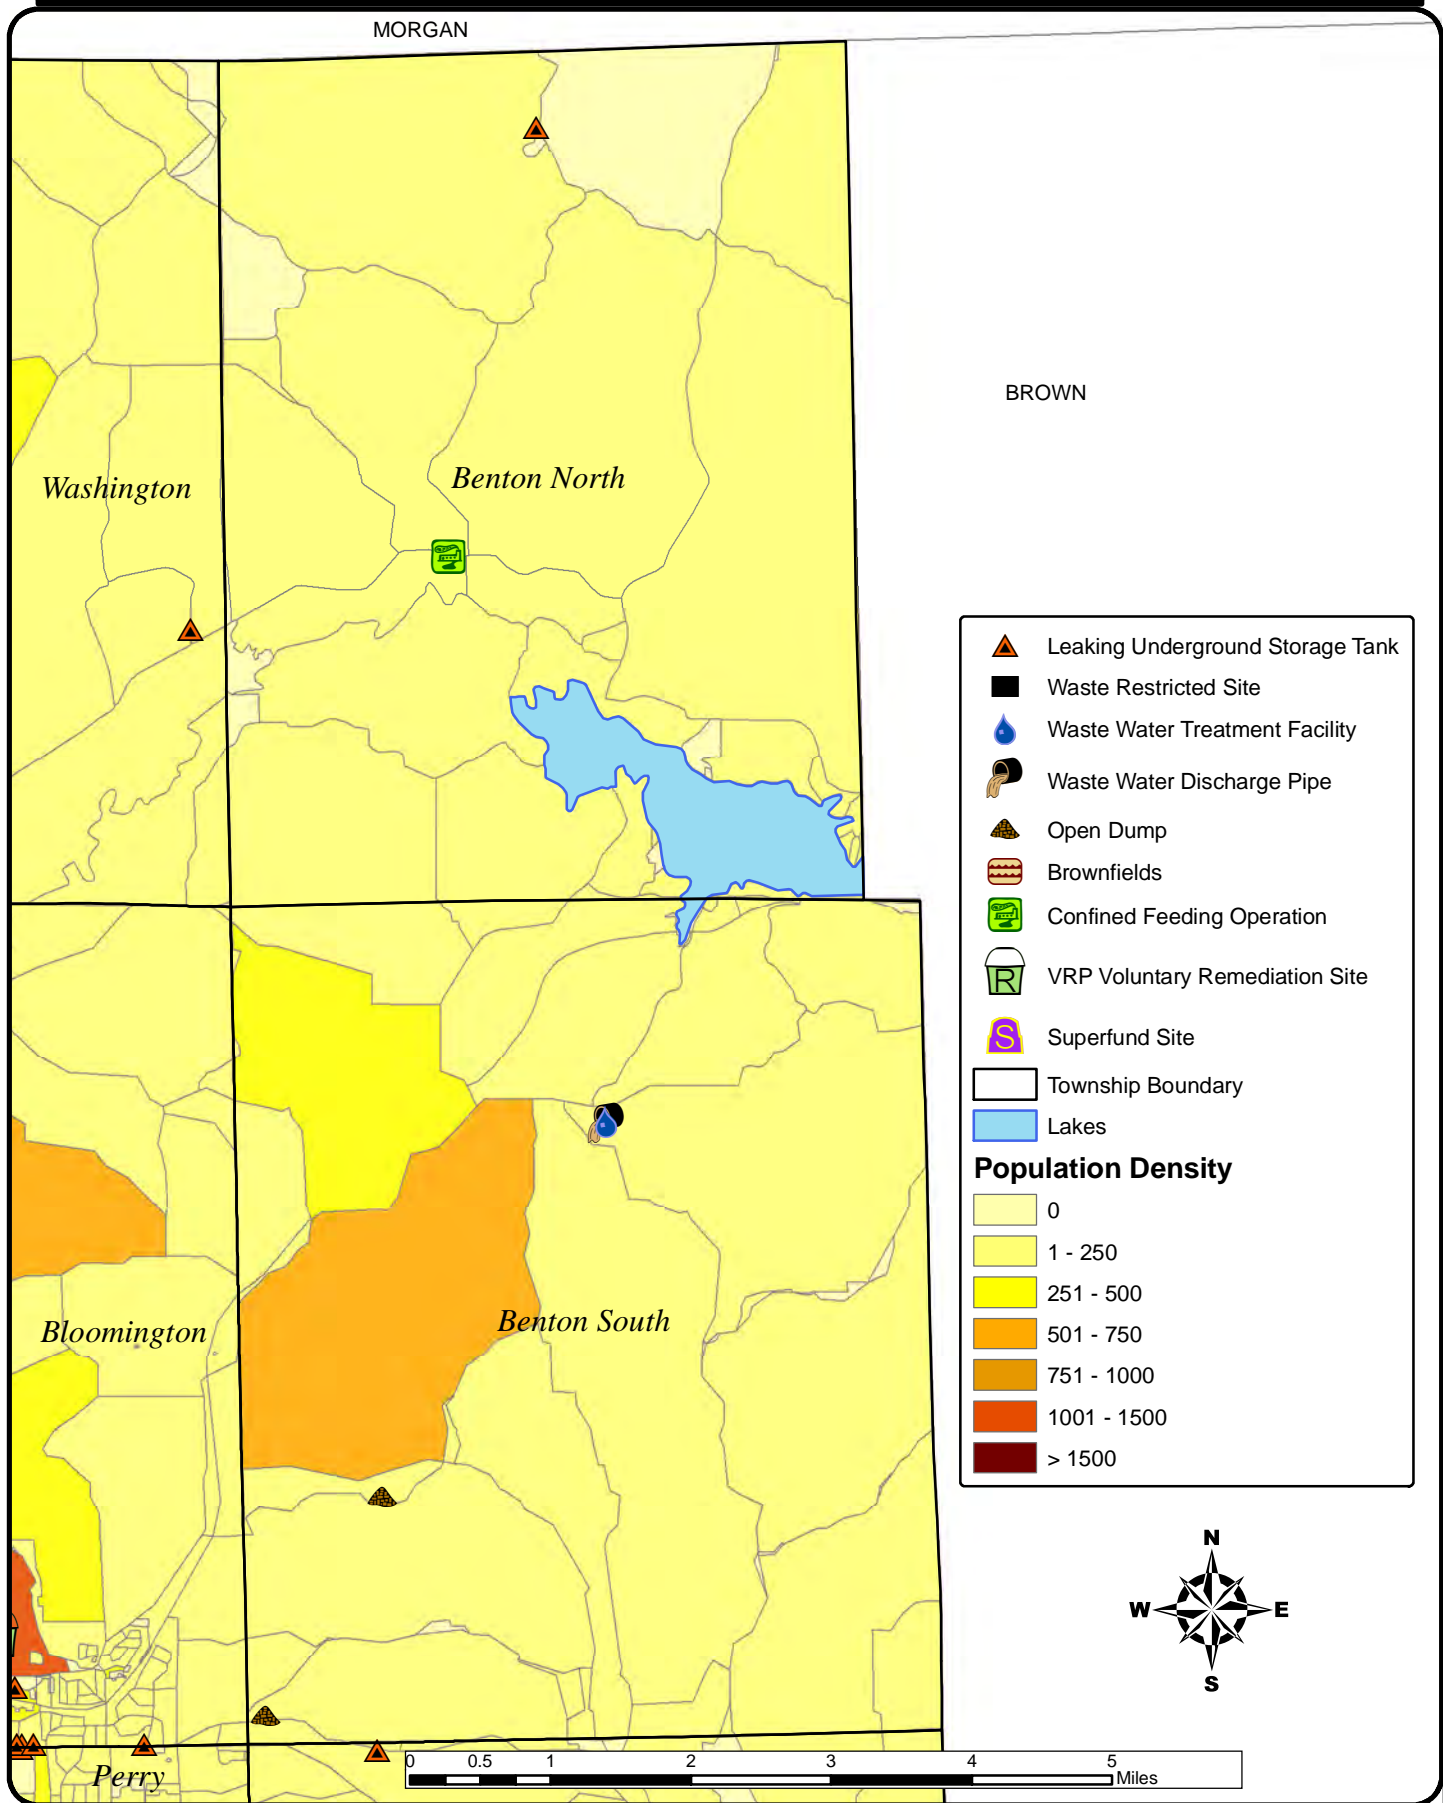 MORGAN
BROWN
Washington
Benton North
Leaking Underground Storage Tank
Waste Restricted Site
Waste Water Treatment Facility
Waste Water Discharge Pipe
Open Dump
Brownfields
Confined Feeding Operation
R VRP Voluntary Remediation Site
S Superfund Site
Township Boundary
Lakes
Population Density
0
1 - 250
251 - 500
501 - 750
751 - 1000
1001 - 1500
> 1500
Bloomington
Benton South
N
W E
S
Perry
0 0.5 1 2 3 4 5
Miles